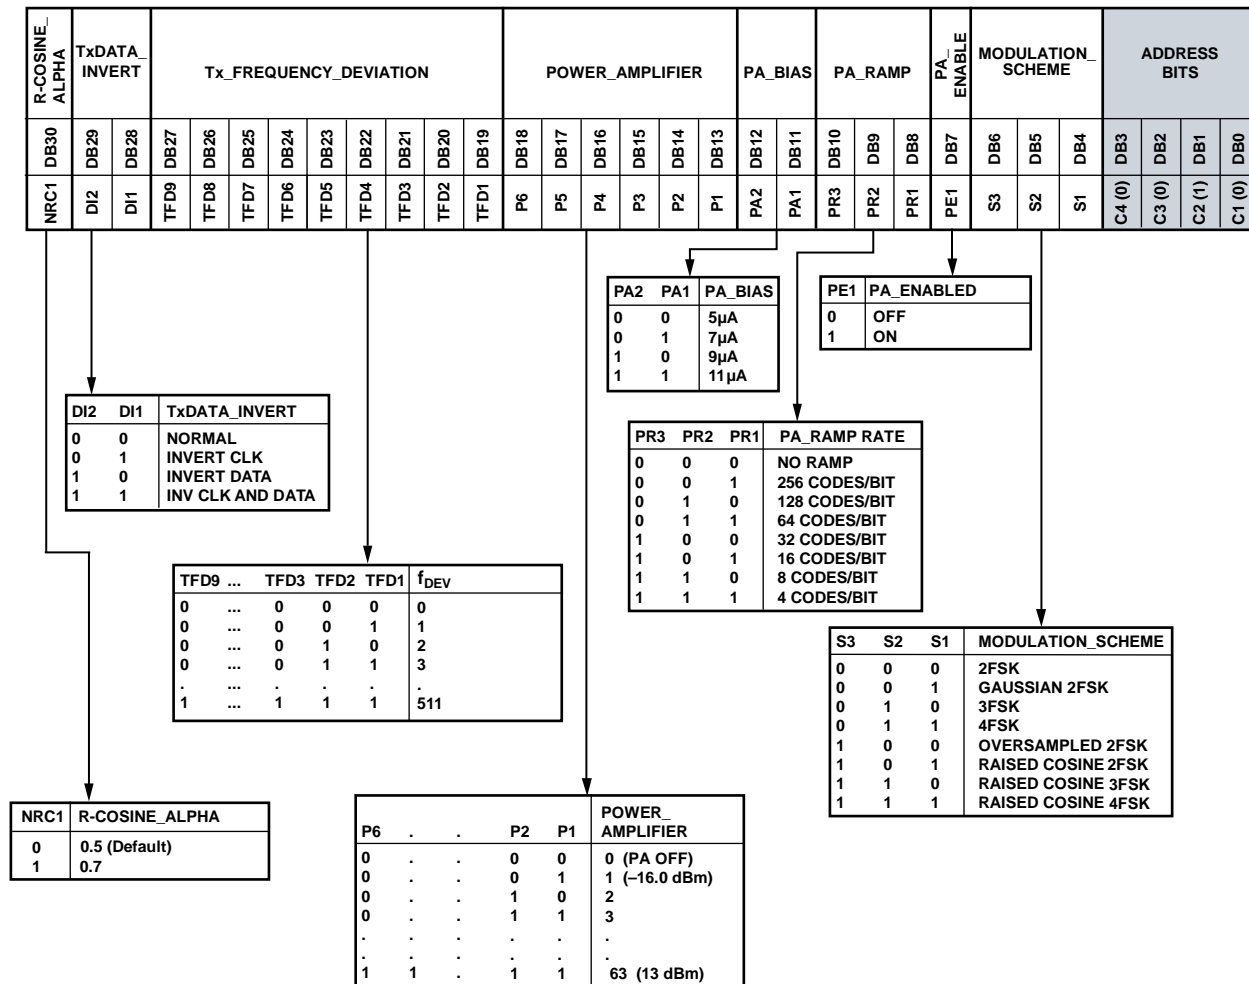 R-COSINE_ ALPHA
TxDATA_ INVERT
Tx_FREQUENCY_DEVIATION
POWER_AMPLIFIER
PA_BIAS
PA_RAMP
PA_ ENABLE
MODULATION_ SCHEME
ADDRESS BITS
DB30 DB29 DB28 DB27 DB26 DB25 DB24 DB23 DB22 DB21 DB20 DB19 DB18 DB17 DB16 DB15 DB14 DB13 DB12 DB11 DB10 DB9 DB8 DB7 DB6 DB5 DB4 DB3 DB2 DB1 DB0
NRC1 DI2 DI1 TFD9 TFD8 TFD7 TFD6 TFD5 TFD4 TFD3 TFD2 TFD1 P6 P5 P4 P3 P2 P1 PA2 PA1 PR3 PR2 PR1 PE1 S3 S2 S1 C4 (0) C3 (0) C2 (1) C1 (0)
PA2 PA1 PA_BIAS
0 0 5µA
0 1 7µA
1 0 9µA
1 1 11µA
PE1 PA_ENABLED
0 OFF
1 ON
DI2 DI1 TxDATA_INVERT
0 0 NORMAL
0 1 INVERT CLK
1 0 INVERT DATA
1 1 INV CLK AND DATA
PR3 PR2 PR1 PA_RAMP RATE
0 0 0 NO RAMP
0 0 1 256 CODES/BIT
0 1 0 128 CODES/BIT
0 1 1 64 CODES/BIT
1 0 0 32 CODES/BIT
1 0 1 16 CODES/BIT
1 1 0 8 CODES/BIT
1 1 1 4 CODES/BIT
TFD9 ... TFD3 TFD2 TFD1 fDEV
0 ... 0 0 0 0
0 ... 0 0 1 1
0 ... 0 1 0 2
0 ... 0 1 1 3
. ... . . . .
1 ... 1 1 1 511
S3 S2 S1 MODULATION_SCHEME
0 0 0 2FSK
0 0 1 GAUSSIAN 2FSK
0 1 0 3FSK
0 1 1 4FSK
1 0 0 OVERSAMPLED 2FSK
1 0 1 RAISED COSINE 2FSK
1 1 0 RAISED COSINE 3FSK
1 1 1 RAISED COSINE 4FSK
NRC1 R-COSINE_ALPHA
0 0.5 (Default)
1 0.7
POWER_
P6 . . P2 P1 AMPLIFIER
0 . . 0 0 0 (PA OFF)
0 . . 0 1 1 (–16.0 dBm)
0 . . 1 0 2
0 . . 1 1 3
. . . . . .
. . . . . .
1 1 . 1 1 63 (13 dBm)